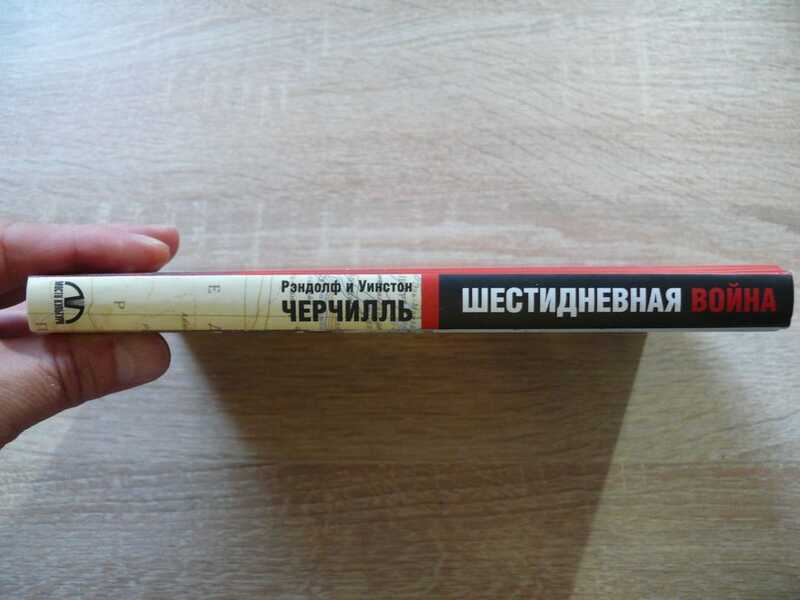 Рэндолф и Уинстон
ЧЕРЧИЛЛЬ
ШЕСТИДНЕВНАЯ ВОЙНА
Е
Р
Д